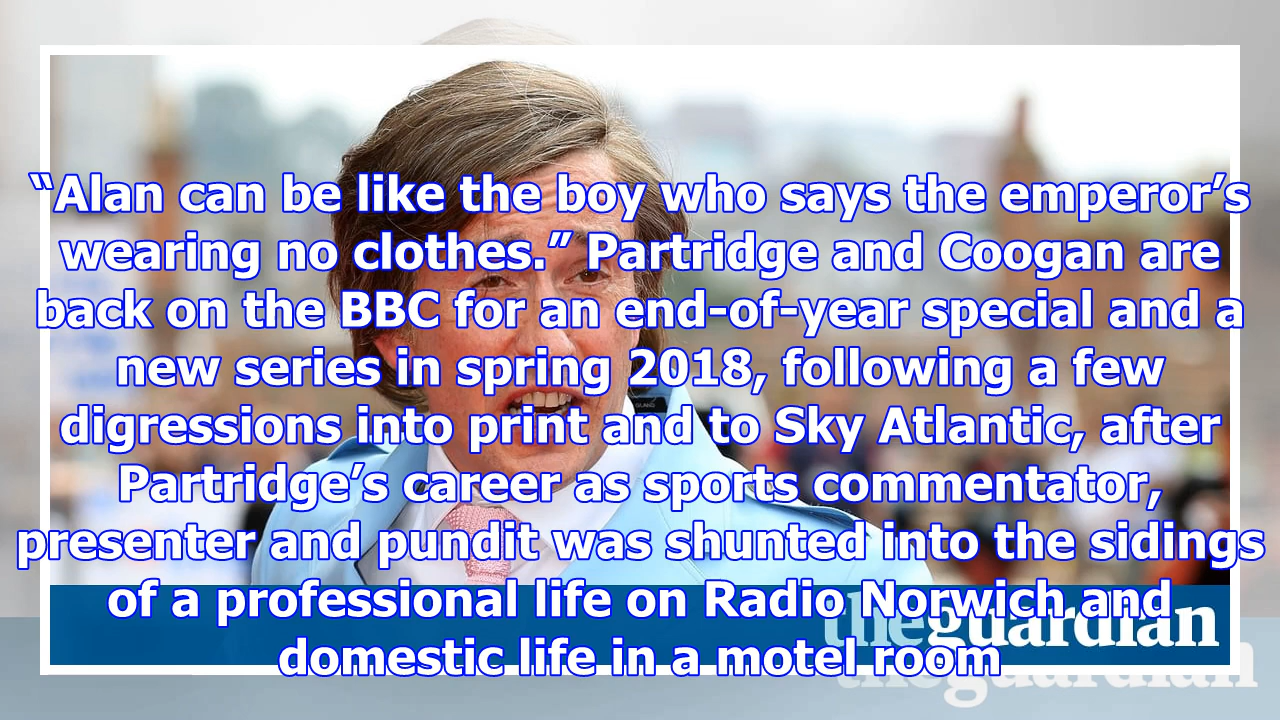 “Alan can be like the boy who says the emperor’s
wearing no clothes.” Partridge and Coogan are
back on the BBC for an end-of-year special and a
new series in spring 2018, following a few
digressions into print and to Sky Atlantic, after
Partridge’s career as sports commentator,
presenter and pundit was shunted into the sidings
of a professional life on Radio Norwich and
domestic life in a motel room
theguardian
theguardian